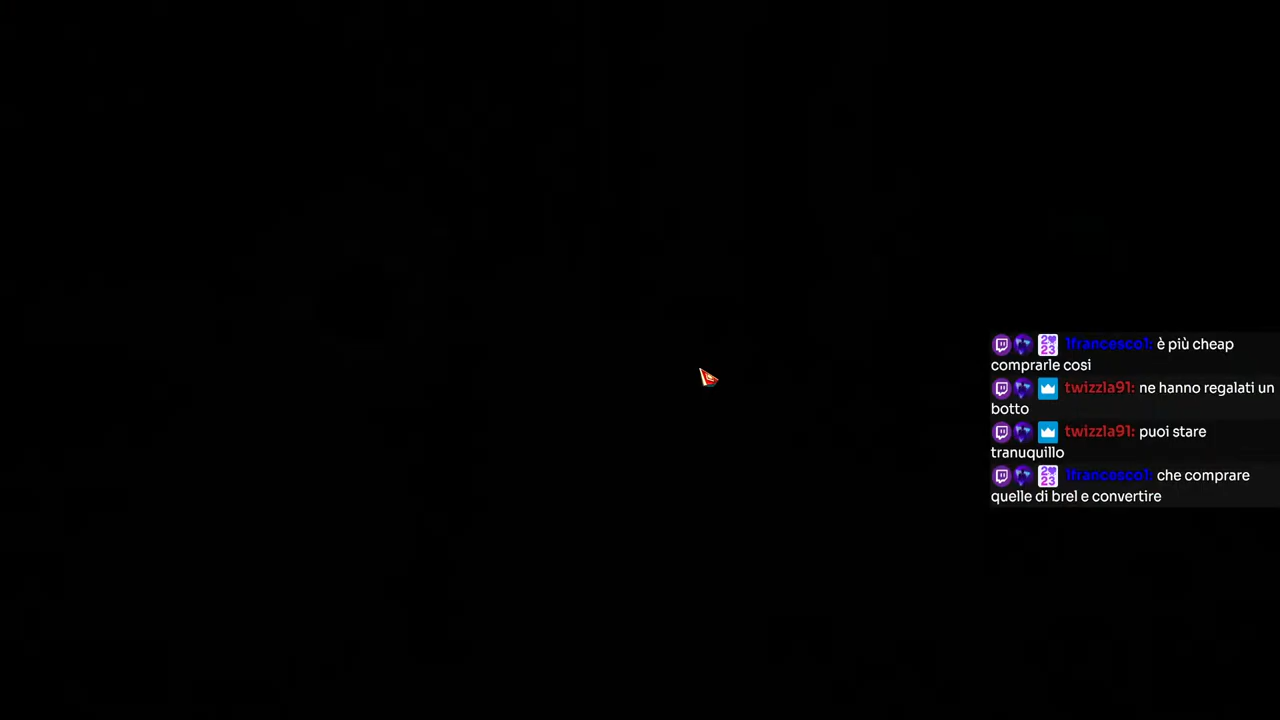 1francesco1: è più cheap
comprarle cosi
twizzla91: ne hanno regalati un
botto
twizzla91: puoi stare
tranuquillo
1francesco1: che comprare
quelle di brel e convertire